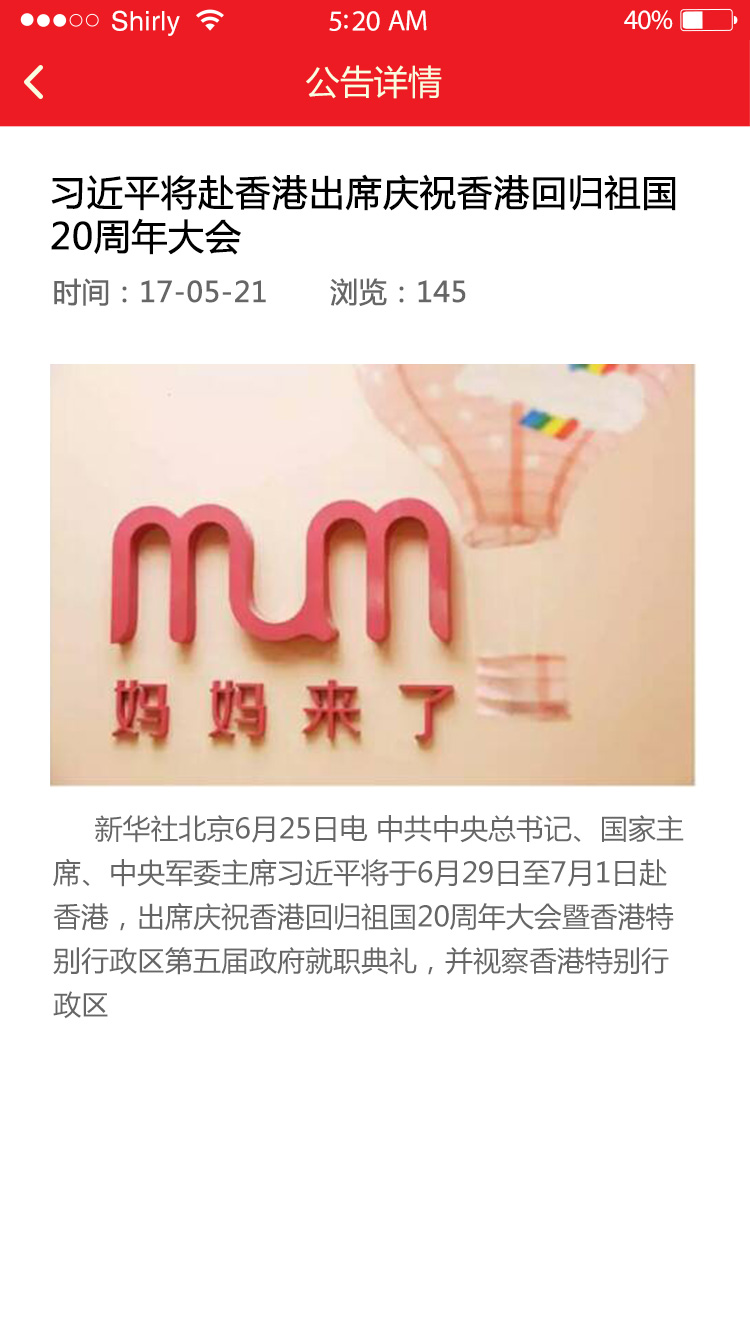 Shirly 5:20 AM 40%
公告详情
习近平将赴香港出席庆祝香港回归祖国
20周年大会
时间：17-05-21 浏览：145
mum
妈妈来了
新华社北京6月25日电 中共中央总书记、国家主
席、中央军委主席习近平将于6月29日至7月1日赴
香港，出席庆祝香港回归祖国20周年大会暨香港特
别行政区第五届政府就职典礼，并视察香港特别行
政区